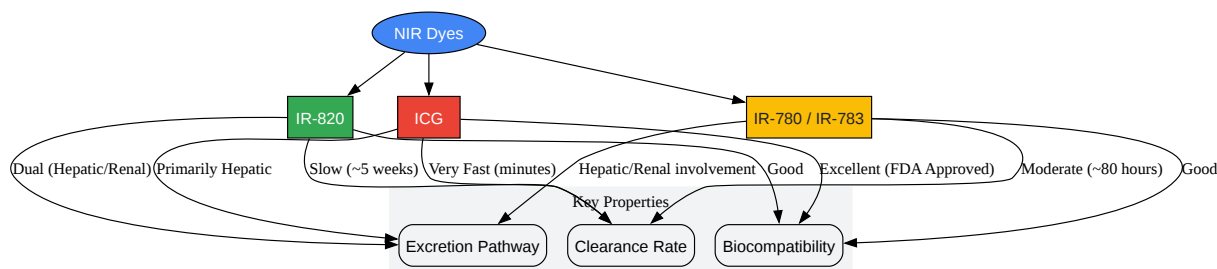 NIR Dyes
IR-820
ICG
IR-780 / IR-783
Dual (Hepatic/Renal)
Primarily Hepatic
Slow (~5 weeks)
Very Fast (minutes)
Hepatic/Renal involvement
Good
Excellent (FDA Approved)
Moderate (~80 hours)
Good
Key Properties
Excretion Pathway
Clearance Rate
Biocompatibility